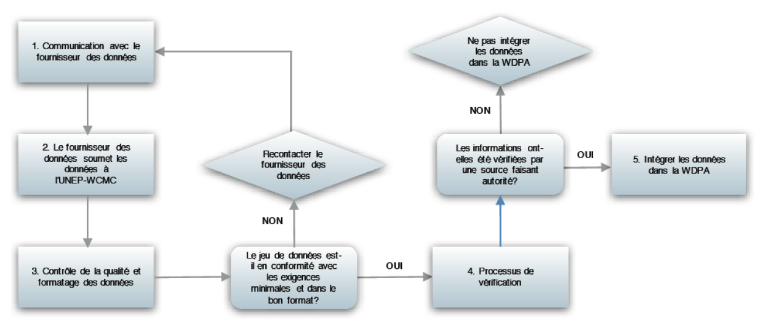 1. Communication avec le
fournisseur des données
2. Le fournisseur des
données soumet les
données à
l'UNEP-WCMC
3. Contrôle de la qualité et
formatage des données
Recontacter le
fournisseur des
données
NON
Le jeu de données est-
il en conformité avec
les exigences
minimales et dans le
bon format?
OUI
4. Processus de
vérification
Les informations ont-
elles été vérifiées par
une source faisant
autorité?
NON
Ne pas intégrer
les données
dans la WDPA
OUI
5. Intégrer les données
dans la WDPA